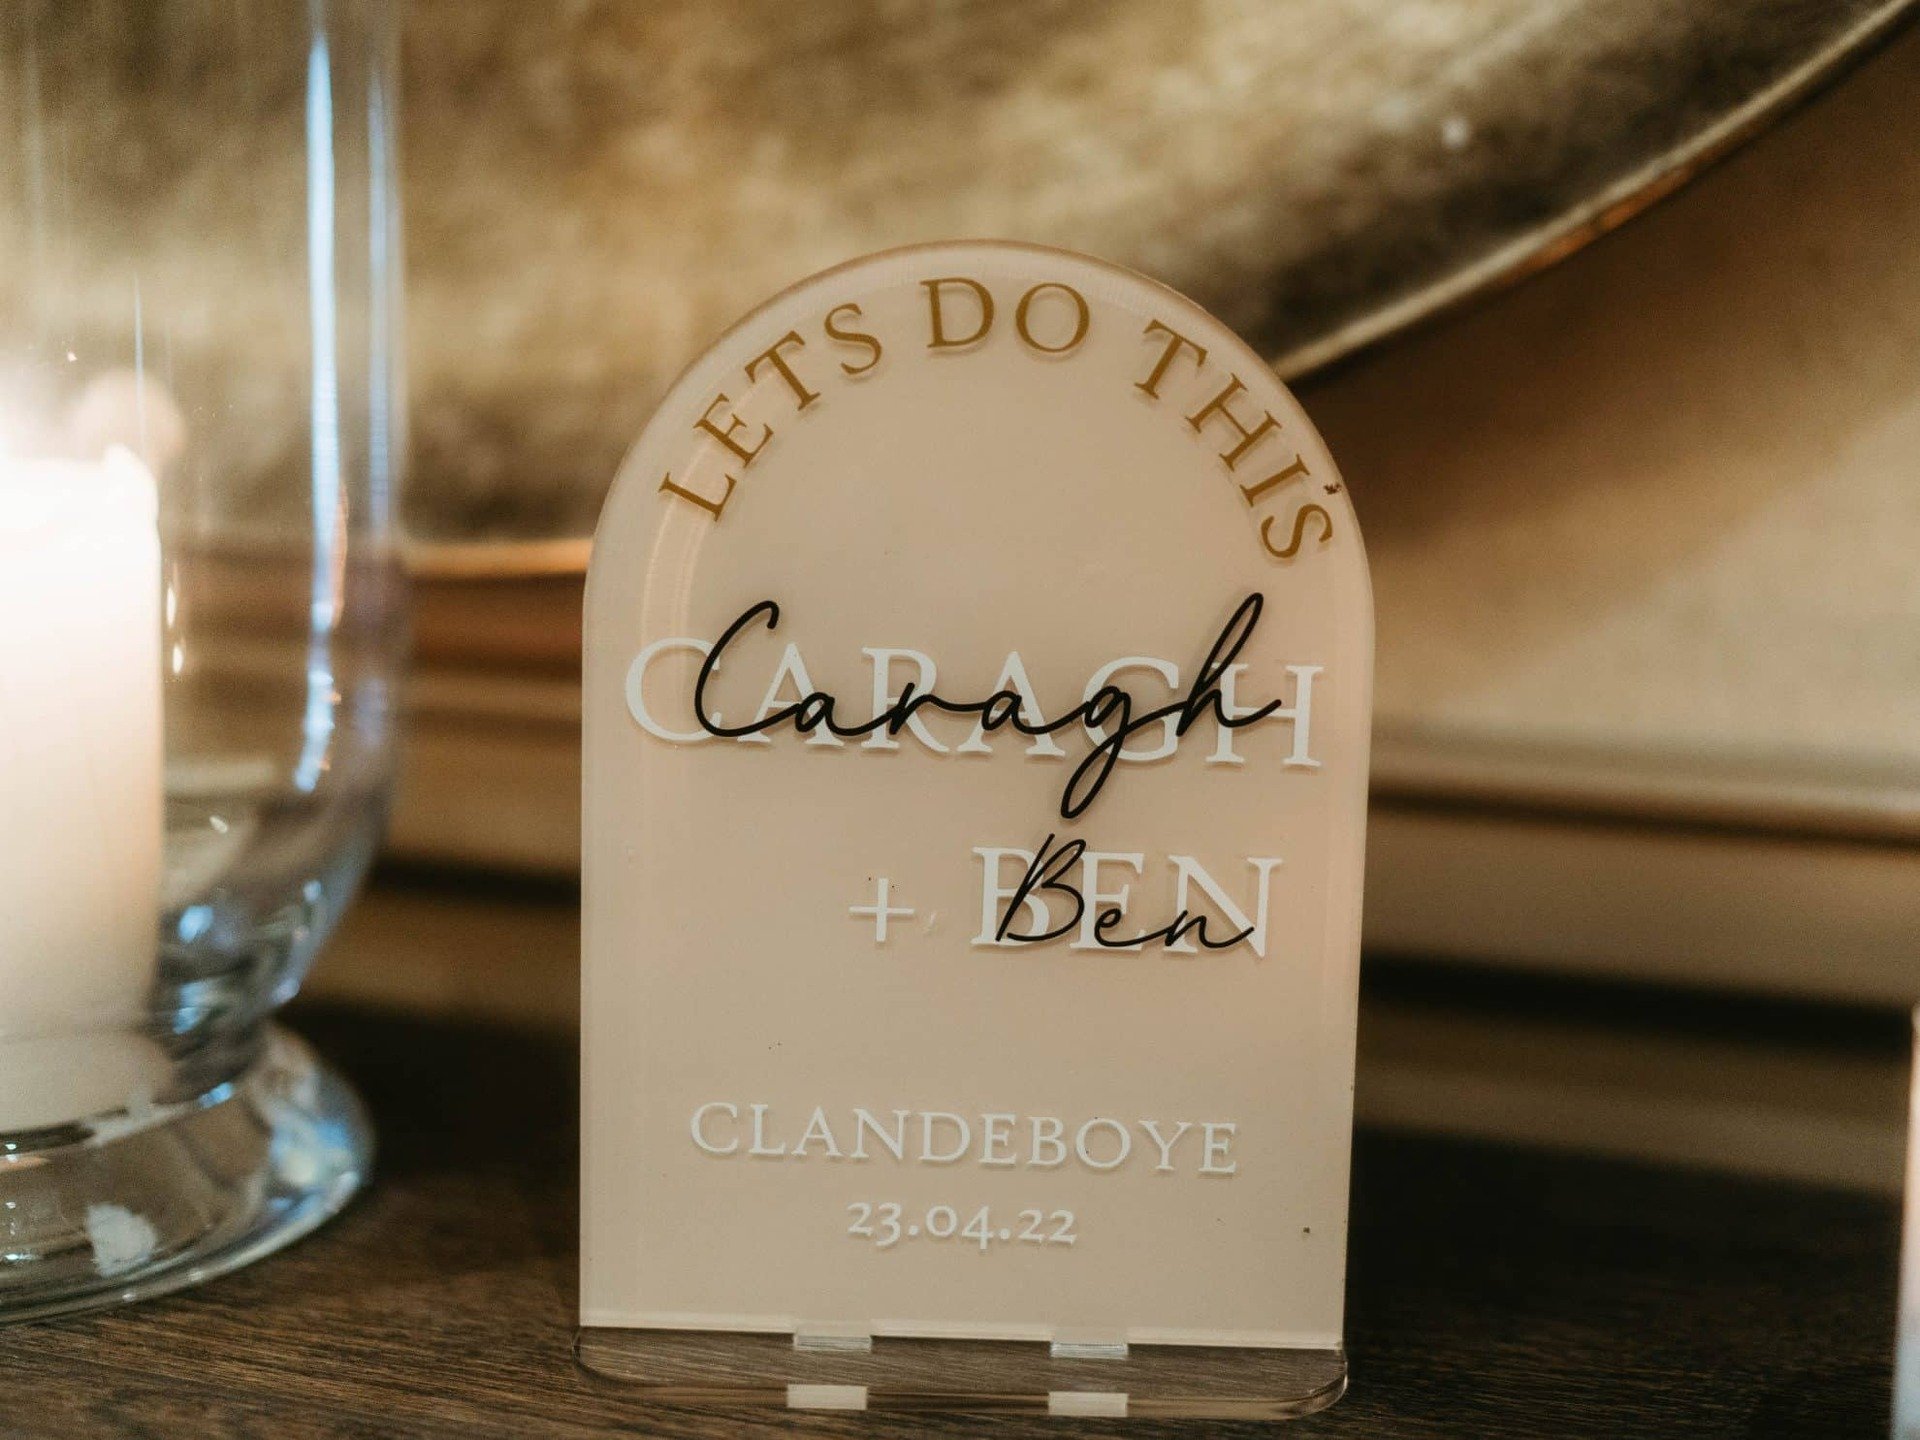 LETS DO THIS
CARAGH
Caragh
+ BEN
Ben
CLANDEBOYE
23.04.22